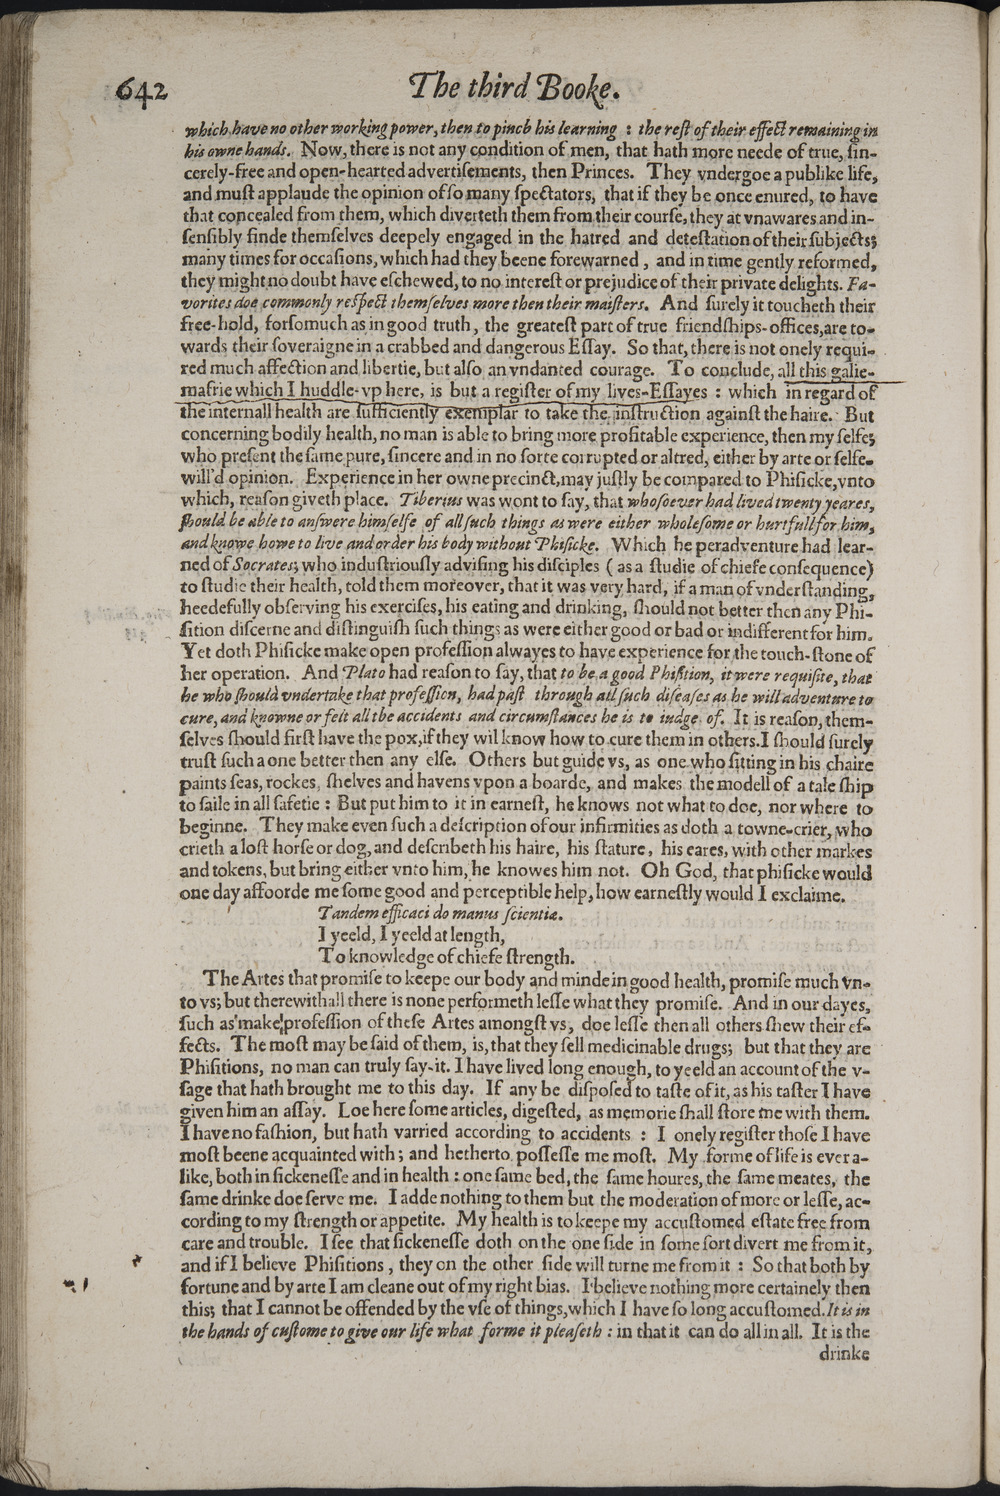 642 The third Booke.
which have no other working power, then to pinch his learning : the rest of their effect remaining in
his owne hands. Now, there is not any condition of men, that hath more neede of true, sin-
cerely-free and open-hearted advertisements, then Princes. They vndergoe a publike life,
and must applaude the opinion of so many spectators, that if they be once enured, to have
that concealed from them, which diverteth them from their course, they at vnawares and in-
sensibly finde themselves deepely engaged in the hatred and detestation of their subjects;
many times for occasions, which had they beene forewarned, and in time gently reformed,
they might no doubt have eschewed, to no interest or prejudice of their private delights. Fa-
vorites doe commonly respect themselves more then their maisters. And surely it toucheth their
free-hold, forsomuch as in good truth, the greatest part of true friendships-offices, are to-
wards their soveraigne in a crabbed and dangerous Essay. So that, there is not onely requi-
red much affection and libertie, but also an vndanted courage. To conclude, all this galie-
mafrie which I huddle-vp here, is but a register of my lives-Essayes : which in regard of
the internall health are sufficiently exemplar to take the instruction against the haire. But
concerning bodily health, no man is able to bring more profitable experience, then my selfe;
who present the same pure, sincere and in no sorte corrupted or altred, either by arte or selfe-
will'd opinion. Experience in her owne precinct, may justly be compared to Phisicke, vnto
which, reason giveth place. Tiberius was wont to say, that whosoever had lived twenty yeares,
should be able to answere himselfe of all such things as were either wholesome or hurtfull for him,
and knowe howe to live and order his body without Phisicke. Which he peradventure had lear-
ned of Socrates; who industriously advising his disciples ( as a studie of chiefe consequence)
to studie their health, told them moreover, that it was very hard, if a man of vnderstanding,
heedefully observing his exercises, his eating and drinking, should not better then any Phi-
sition discerne and distinguish such things as were either good or bad or indifferent for him.
Yet doth Phisicke make open profession alwayes to have experience for the touch-stone of
her operation. And Plato had reason to say, that to be a good Phisition, it were requisite, that
he who should vndertake that profession, had past through all such diseases as he will adventure to
cure, and knowne or felt all the accidents and circumstances he is to iudge of. It is reason, them-
selves should first have the pox, if they wil know how to cure them in others. I should surely
trust such a one better then any else. Others but guide vs, as one who sitting in his chaire
paints seas, rockes, shelves and havens vpon a boarde, and makes the modell of a tale ship
to saile in all safetie : But put him to it in earnest, he knows not what to doe, nor where to
beginne. They make even such a description of our infirmities as doth a towne-crier, who
crieth a lost horse or dog, and describeth his haire, his stature, his eares, with other markes
and tokens, but bring either vnto him, he knowes him not. Oh God, that phisicke would
one day affoorde me some good and perceptible help, how earnestly would I exclaime.
Tandem efficaci do manus scientiæ.
I yeeld, I yeeld at length,
To knowledge of chiefe strength.
The Artes that promise to keepe our body and minde in good health, promise much vn-
to vs; but therewithall there is none performeth lesse what they promise. And in our dayes,
such as make profession of these Artes amongst vs, doe lesse then all others shew their ef-
fects. The most may be said of them, is, that they sell medicinable drugs; but that they are
Phisitions, no man can truly say-it. I have lived long enough, to yeeld an account of the v-
sage that hath brought me to this day. If any be disposed to taste of it, as his taster I have
given him an assay. Loe here some articles, digested, as memorie shall store me with them.
I have no fashion, but hath varried according to accidents : I onely register those I have
most beene acquainted with; and hetherto possesse me most. My forme of life is ever a-
like, both in sickenesse and in health : one same bed, the same houres, the same meates, the
same drinke doe serve me. I adde nothing to them but the moderation of more or lesse, ac-
cording to my strength or appetite. My health is to keepe my accustomed estate free from
care and trouble. I see that sickenesse doth on the one side in some sort divert me from it,
and if I believe Phisitions, they on the other side will turne me from it : So that both by
fortune and by arte I am cleane out of my right bias. I believe nothing more certainely then
this; that I cannot be offended by the vse of things, which I have so long accustomed. It is in
the hands of custome to give our life what forme it pleaseth : in that it can do all in all. It is the
drinke